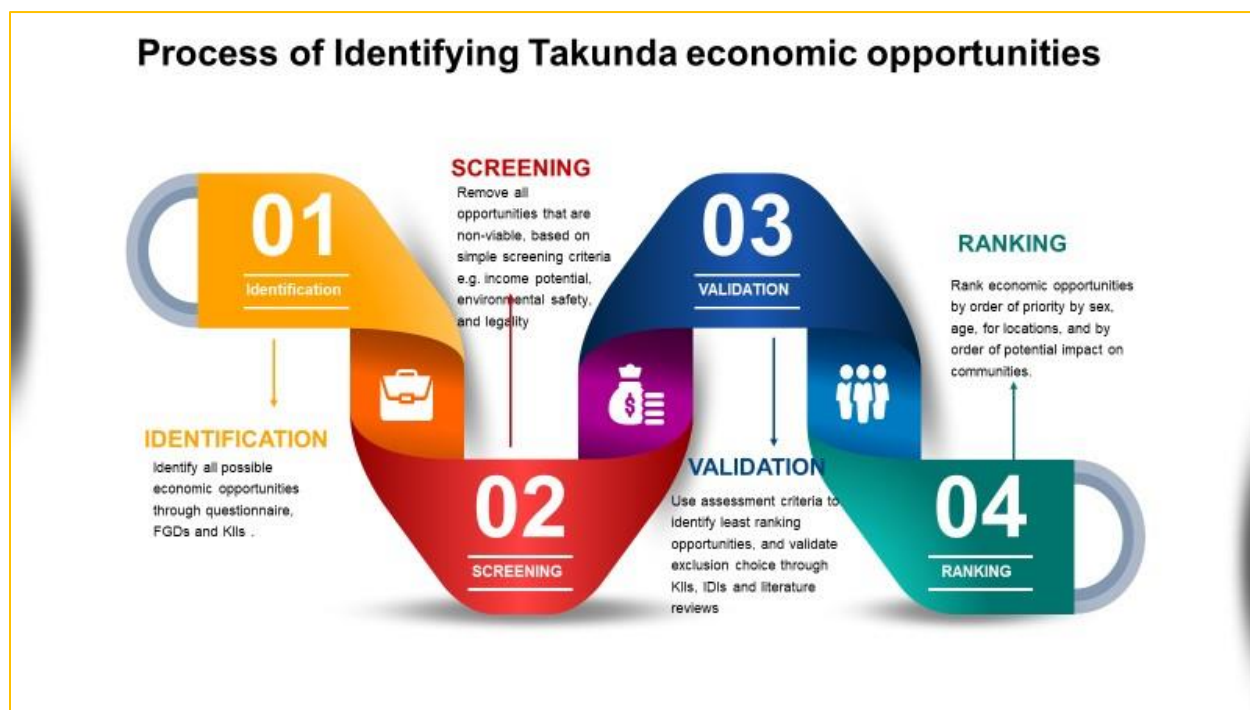 Process of Identifying Takunda economic opportunities
01
Identification
IDENTIFICATION
Identify all possible
economic opportunities
through questionnaire,
FGDs and KIIs .
SCREENING
Remove all
opportunities that are
non-viable, based on
simple screening criteria
e.g. income potential,
environmental safety,
and legality
02
SCREENING
03
VALIDATION
VALIDATION
Use assessment criteria to
identify least ranking
opportunities, and validate
exclusion choice through
KIIs, IDIs and literature
reviews
RANKING
Rank economic opportunities
by order of priority by sex,
age, for locations, and by
order of potential impact on
communities.
04
RANKING